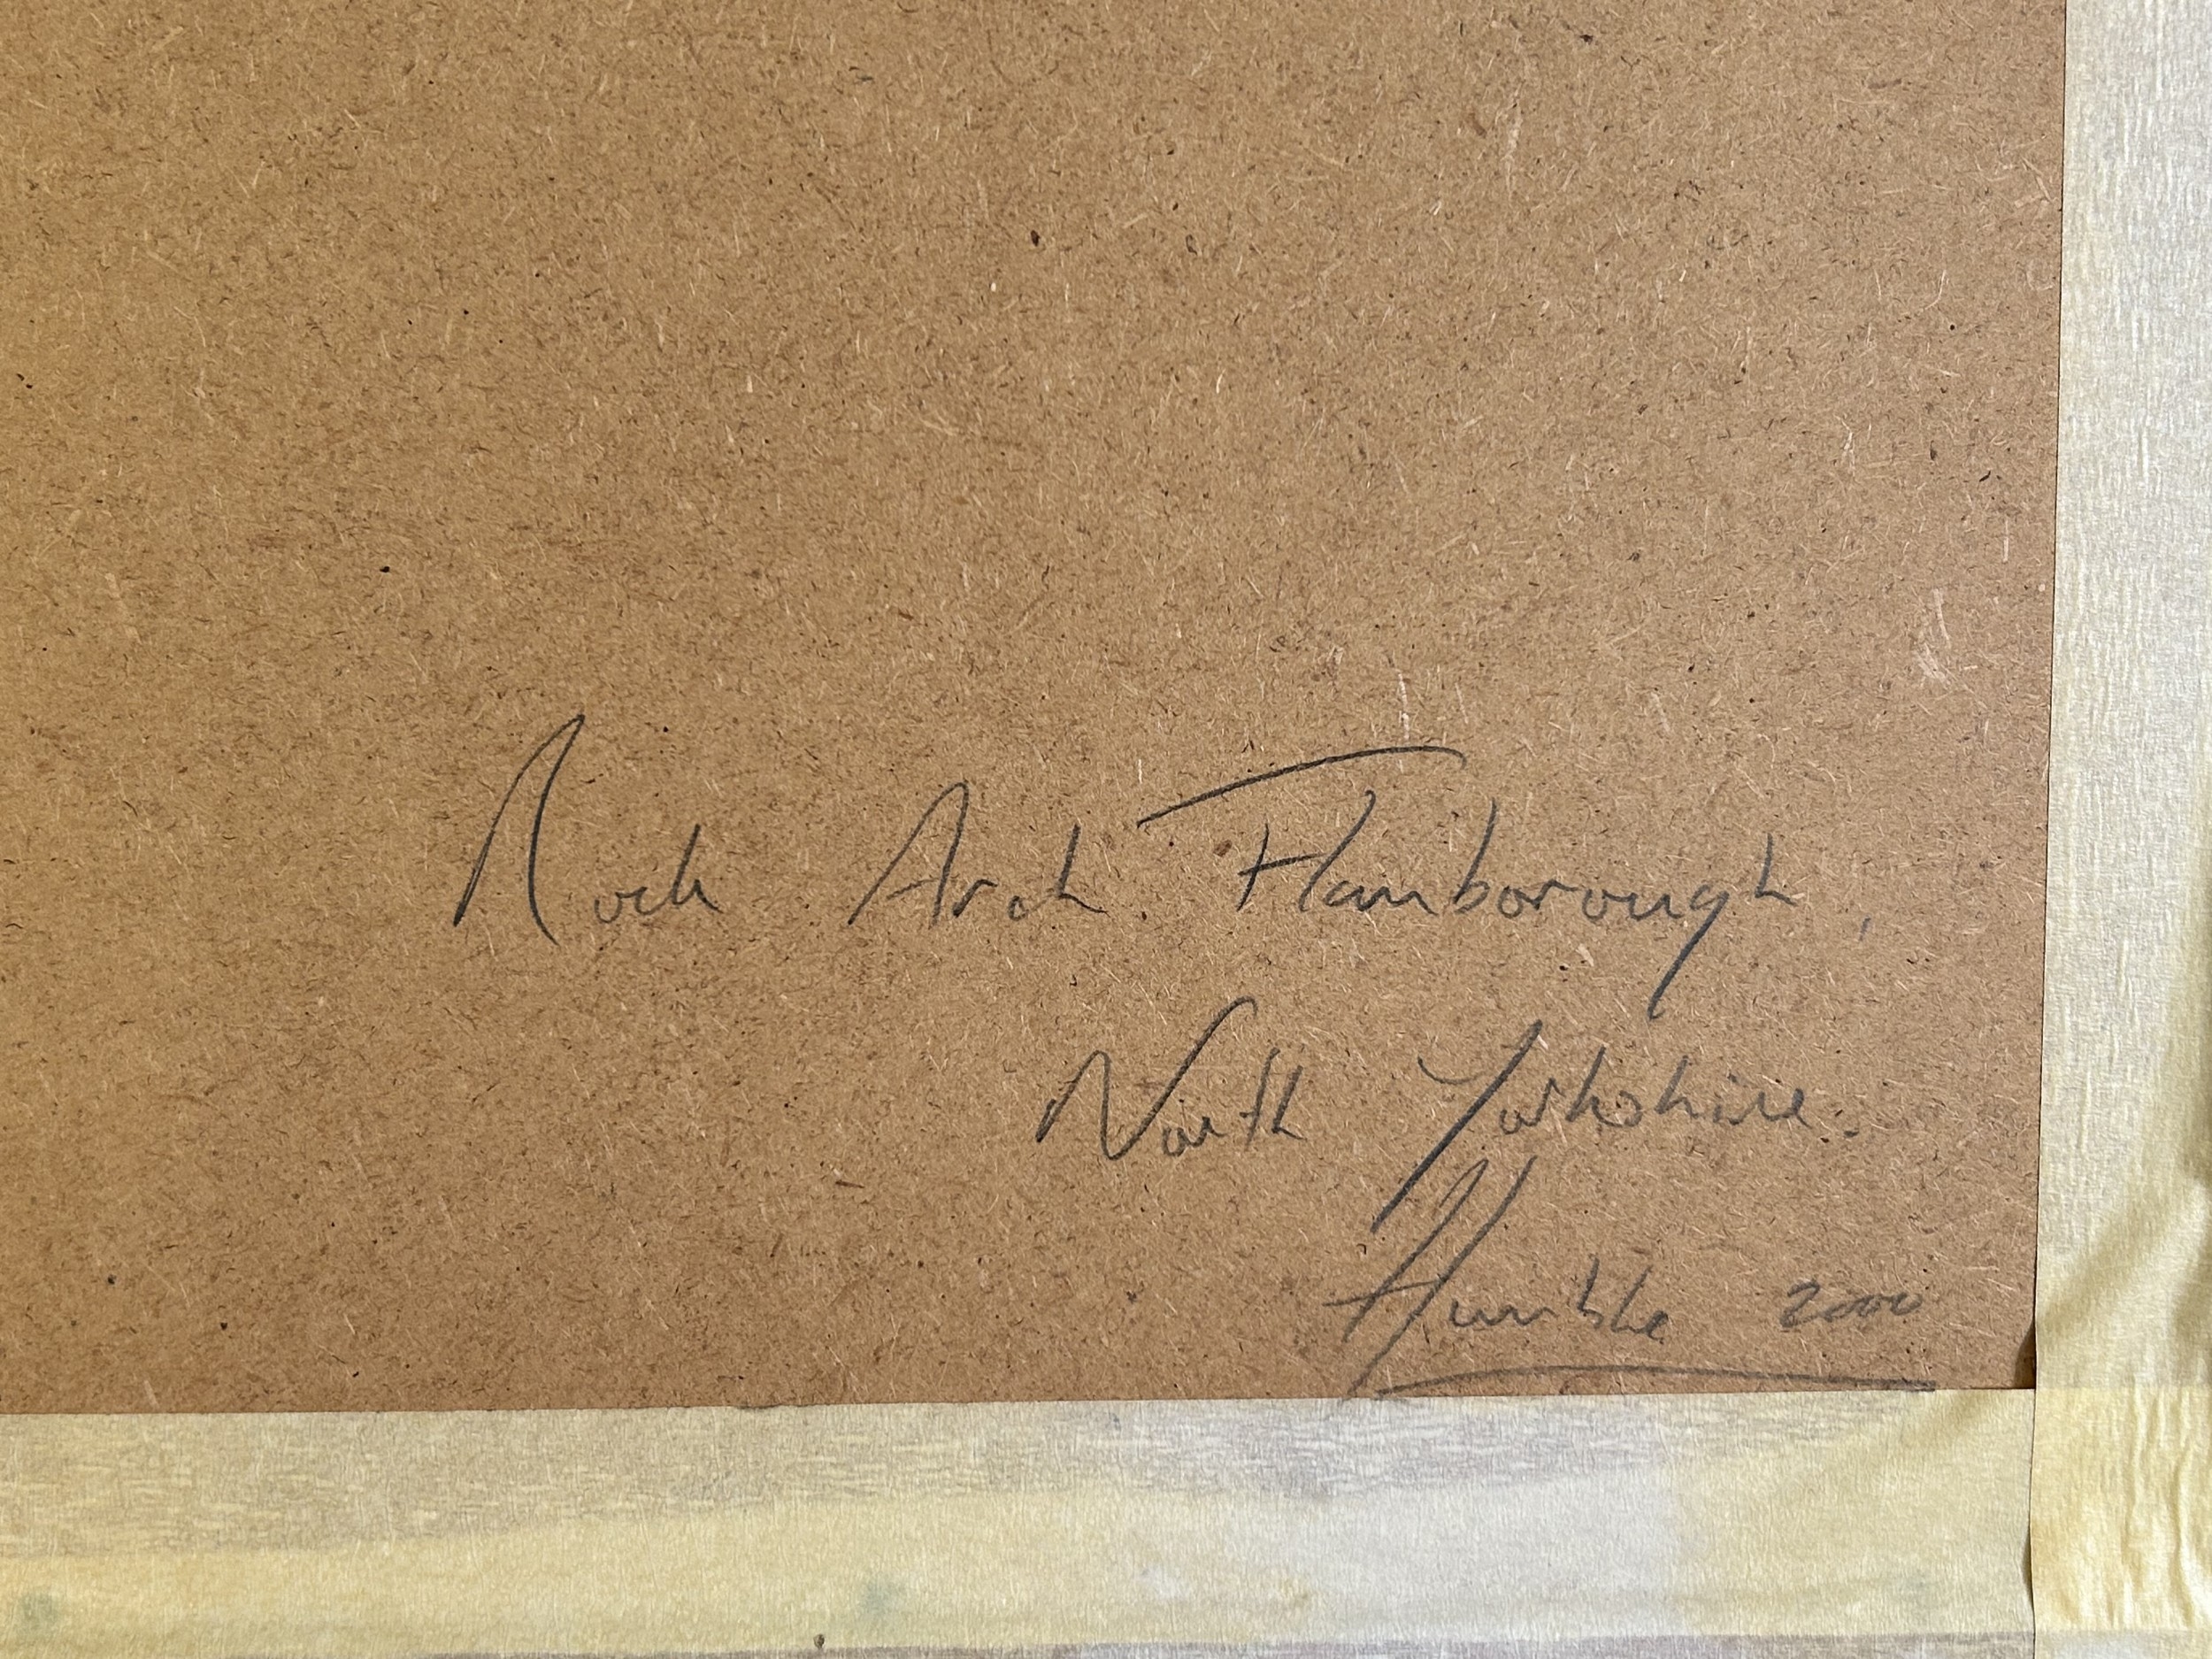 Rock Arch. Flamborough,
North Yorkshire.
Humble 2000